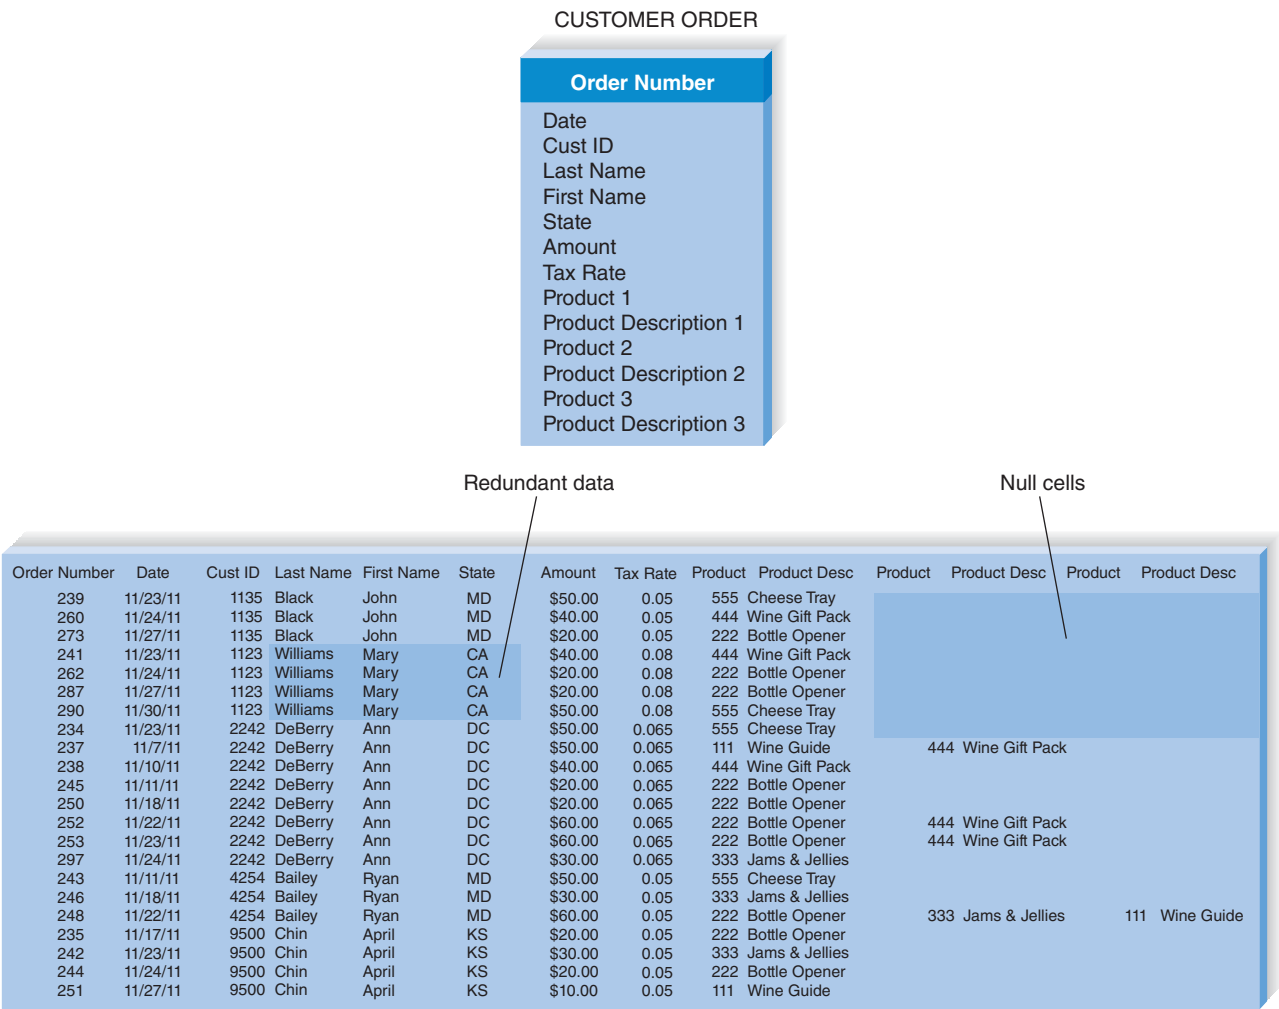 CUSTOMER ORDER
Order Number
Date
Cust ID
Last Name
First Name
State
Amount
Tax Rate
Product 1
Product Description 1
Product 2
Product Description 2
Product 3
Product Description 3
Redundant data Null cells
Order Number Date Cust ID Last Name First Name State Amount Tax Rate Product Product Desc Product Product Desc Product Product Desc
239 11/23/11 1135 Black John MD $50.00 0.05 555 Cheese Tray
260 11/24/11 1135 Black John MD $40.00 0.05 444 Wine Gift Pack
273 11/27/11 1135 Black John MD $20.00 0.05 222 Bottle Opener
241 11/23/11 1123 Williams Mary CA $40.00 0.08 444 Wine Gift Pack
262 11/24/11 1123 Williams Mary CA $20.00 0.08 222 Bottle Opener
287 11/27/11 1123 Williams Mary CA $20.00 0.08 222 Bottle Opener
290 11/30/11 1123 Williams Mary CA $50.00 0.08 555 Cheese Tray
234 11/23/11 2242 DeBerry Ann DC $50.00 0.065 555 Cheese Tray
237 11/7/11 2242 DeBerry Ann DC $50.00 0.065 111 Wine Guide 444 Wine Gift Pack
238 11/10/11 2242 DeBerry Ann DC $40.00 0.065 444 Wine Gift Pack
245 11/11/11 2242 DeBerry Ann DC $20.00 0.065 222 Bottle Opener
250 11/18/11 2242 DeBerry Ann DC $20.00 0.065 222 Bottle Opener
252 11/22/11 2242 DeBerry Ann DC $60.00 0.065 222 Bottle Opener 444 Wine Gift Pack
253 11/23/11 2242 DeBerry Ann DC $60.00 0.065 222 Bottle Opener 444 Wine Gift Pack
297 11/24/11 2242 DeBerry Ann DC $30.00 0.065 333 Jams & Jellies
243 11/11/11 4254 Bailey Ryan MD $50.00 0.05 555 Cheese Tray
246 11/18/11 4254 Bailey Ryan MD $30.00 0.05 333 Jams & Jellies
248 11/22/11 4254 Bailey Ryan MD $60.00 0.05 222 Bottle Opener 333 Jams & Jellies 111 Wine Guide
235 11/17/11 9500 Chin April KS $20.00 0.05 222 Bottle Opener
242 11/23/11 9500 Chin April KS $30.00 0.05 333 Jams & Jellies
244 11/24/11 9500 Chin April KS $20.00 0.05 222 Bottle Opener
251 11/27/11 9500 Chin April KS $10.00 0.05 111 Wine Guide